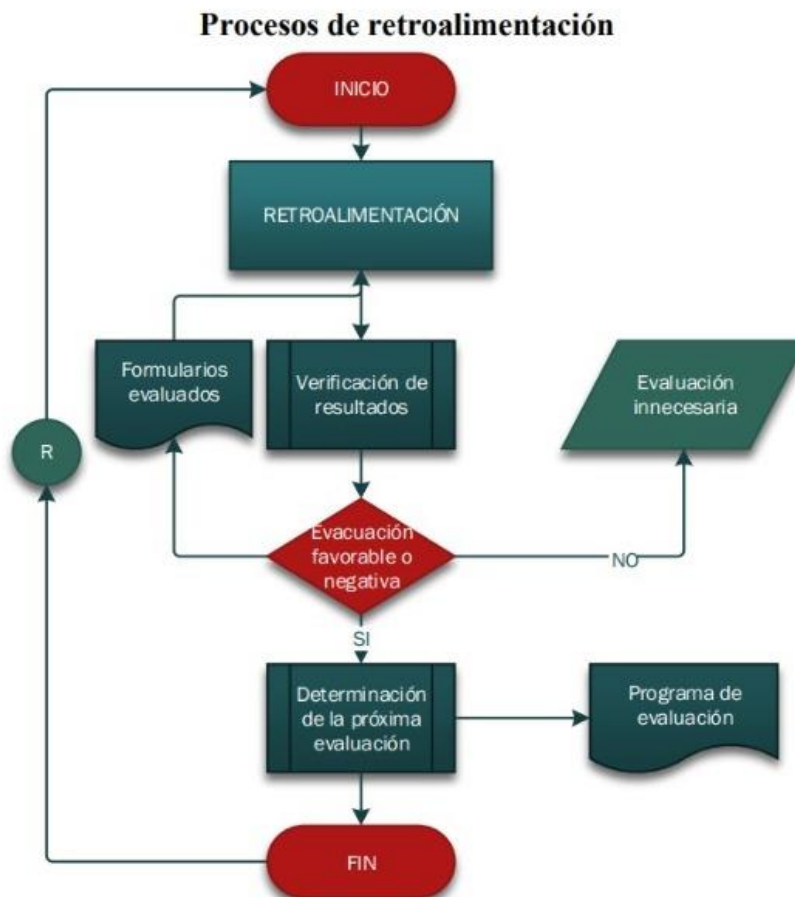 Procesos de retroalimentación
INICIO
RETROALIMENTACIÓN
Formularios
evaluados
Verificación de
resultados
Evaluación
innecesaria
R
Evacuación
favorable o
negativa
NO
SI
Determinación
de la próxima
evaluación
Programa de
evaluación
FIN